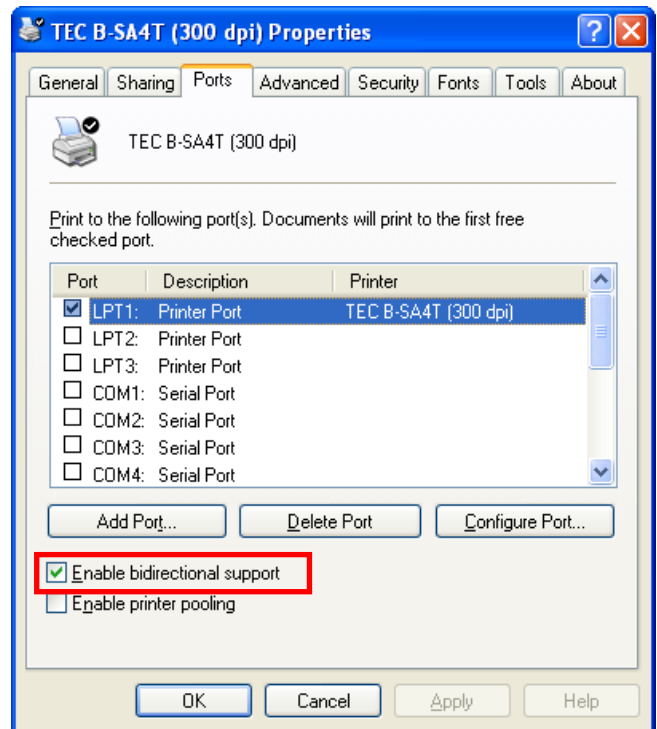 TEC B-SA4T (300 dpi) Properties
General Sharing Ports Advanced Security Fonts Tools About
TEC B-SA4T (300 dpi)
Print to the following port(s). Documents will print to the first free
checked port.
Port Description Printer
LPT1: Printer Port TEC B-SA4T (300 dpi)
LPT2: Printer Port
LPT3: Printer Port
COM1: Serial Port
COM2: Serial Port
COM3: Serial Port
COM4: Serial Port
Add Port... Delete Port Configure Port...
Enable bidirectional support
Enable printer pooling
OK Cancel Apply Help